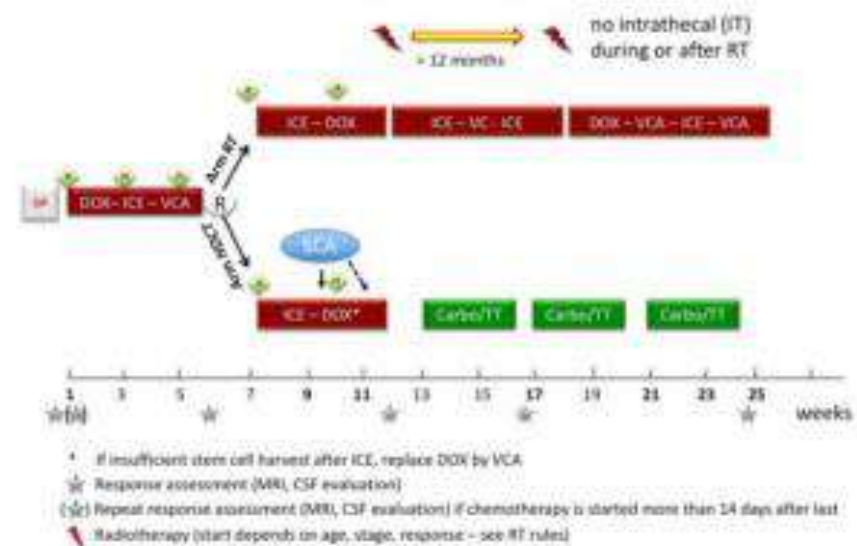 no intrathecal (IT)
during or after RT
> 12 months
ICE – DOX
ICE – VC - ICE
DOX – VCA – ICE – VCA
Arm RT
OP
DOX– ICE – VCA
R
SCA
ICE – DOX*
Carbo/TT
Carbo/TT
Carbo/TT
1 3 5 7 9 11 13 15 17 19 21 23 25
weeks
* If insufficient stem cell harvest after ICE, replace DOX by VCA
Response assessment (MRI, CSF evaluation)
Repeat response assessment (MRI, CSF evaluation) if chemotherapy is started more than 14 days after last
Radiotherapy (start depends on age, stage, response – see RT rules)